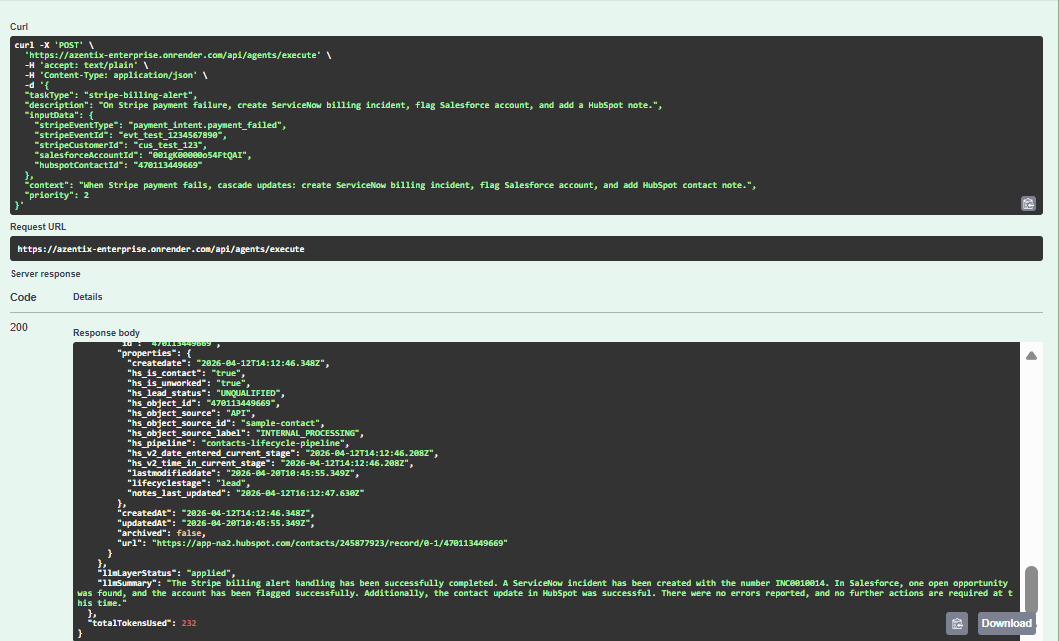 Curl
curl -X 'POST' \
'https://azentix-enterprise.onrender.com/api/agents/execute' \
-H 'accept: text/plain' \
-H 'Content-Type: application/json' \
-d '{
"taskType": "stripe-billing-alert",
"description": "On Stripe payment failure, create ServiceNow billing incident, flag Salesforce account, and add a HubSpot note.",
"inputData": {
"stripeEventType": "payment_intent.payment_failed",
"stripeEventId": "evt_test_1234567890",
"stripeCustomerId": "cus_test_123",
"salesforceAccountId": "001gK00000o54FtQAI",
"hubspotContactId": "470113449669"
},
"context": "When Stripe payment fails, cascade updates: create ServiceNow billing incident, flag Salesforce account, and add HubSpot contact note.",
"priority": 2
}'
Request URL
https://azentix-enterprise.onrender.com/api/agents/execute
Server response
Code Details
200
Response body
"id": "470113449669",
"properties": {
"createdate": "2026-04-12T14:12:46.348Z",
"hs_is_contact": "true",
"hs_is_unworked": "true",
"hs_lead_status": "UNQUALIFIED",
"hs_object_id": "470113449669",
"hs_object_source": "API",
"hs_object_source_id": "sample-contact",
"hs_object_source_label": "INTERNAL_PROCESSING",
"hs_pipeline": "contacts-lifecycle-pipeline",
"hs_v2_date_entered_current_stage": "2026-04-12T14:12:46.208Z",
"hs_v2_time_in_current_stage": "2026-04-12T14:12:46.208Z",
"lastmodifieddate": "2026-04-20T10:45:55.349Z",
"lifecyclestage": "lead",
"notes_last_updated": "2026-04-12T16:12:47.630Z"
},
"createdAt": "2026-04-12T14:12:46.348Z",
"updatedAt": "2026-04-20T10:45:55.349Z",
"archived": false,
"url": "https://app-na2.hubspot.com/contacts/245877923/record/0-1/470113449669"
}
},
"llmLayerStatus": "applied",
"llmSummary": "The Stripe billing alert handling has been successfully completed. A ServiceNow incident has been created with the number INC0010014. In Salesforce, one open opportunity
was found, and the account has been flagged successfully. Additionally, the contact update in HubSpot was successful. There were no errors reported, and no further actions are required at t
his time."
},
"totalTokensUsed": 232
}
Download